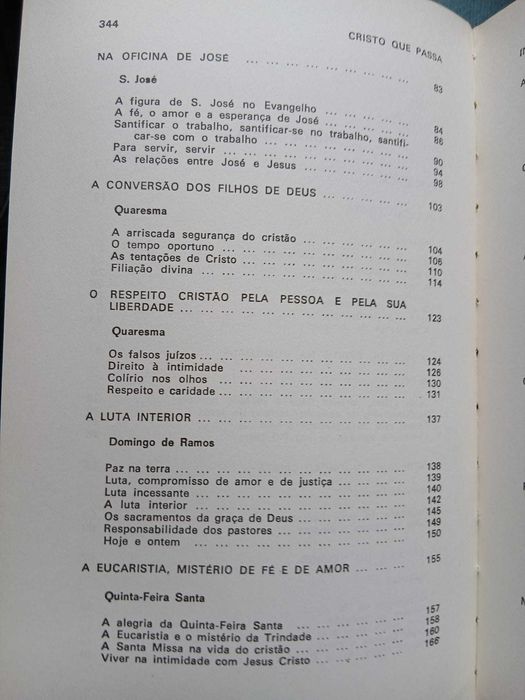 344
CRISTO QUE PASSA
NA OFICINA DE JOSÉ ... ... ... ... ... ... ... ... 83
S. José
A figura de S. José no Evangelho ... ... ... ... 84
A fé, o amor e a esperança de José ... ... ... 86
Santificar o trabalho, santificar-se no trabalho, santifi-
car-se com o trabalho ... ... ... ... ... ... ... 90
Para servir, servir ... ... ... ... ... ... ... ... 94
As relações entre José e Jesus ... ... ... ... ... 98
A CONVERSÃO DOS FILHOS DE DEUS ... ... ... ... 103
Quaresma
A arriscada segurança do cristão ... ... ... ... ... 104
O tempo oportuno ... ... ... ... ... ... ... ... 106
As tentações de Cristo ... ... ... ... ... ... ... 110
Filiação divina ... ... ... ... ... ... ... ... ... 114
O RESPEITO CRISTÃO PELA PESSOA E PELA SUA
LIBERDADE ... ... ... ... ... ... ... ... ... ... 123
Quaresma
Os falsos juízos ... ... ... ... ... ... ... ... ... 124
Direito à intimidade ... ... ... ... ... ... ... ... 126
Colírio nos olhos ... ... ... ... ... ... ... ... 130
Respeito e caridade ... ... ... ... ... ... ... ... 131
A LUTA INTERIOR ... ... ... ... ... ... ... ... ... 137
Domingo de Ramos
Paz na terra ... ... ... ... ... ... ... ... ... ... 138
Luta, compromisso de amor e de justiça ... ... ... 139
Luta incessante ... ... ... ... ... ... ... ... ... 140
A luta interior ... ... ... ... ... ... ... ... ... 142
Os sacramentos da graça de Deus ... ... ... ... ... 145
Responsabilidade dos pastores ... ... ... ... ... ... 149
Hoje e ontem ... ... ... ... ... ... ... ... ... 150
A EUCARISTIA, MISTÉRIO DE FÉ E DE AMOR ... ... ... 155
Quinta-Feira Santa
A alegria da Quinta-Feira Santa ... ... ... ... ... 157
A Eucaristia e o mistério da Trindade ... ... ... ... 158
A Santa Missa na vida do cristão ... ... ... ... ... 160
Viver na intimidade com Jesus Cristo ... ... ... ... 166